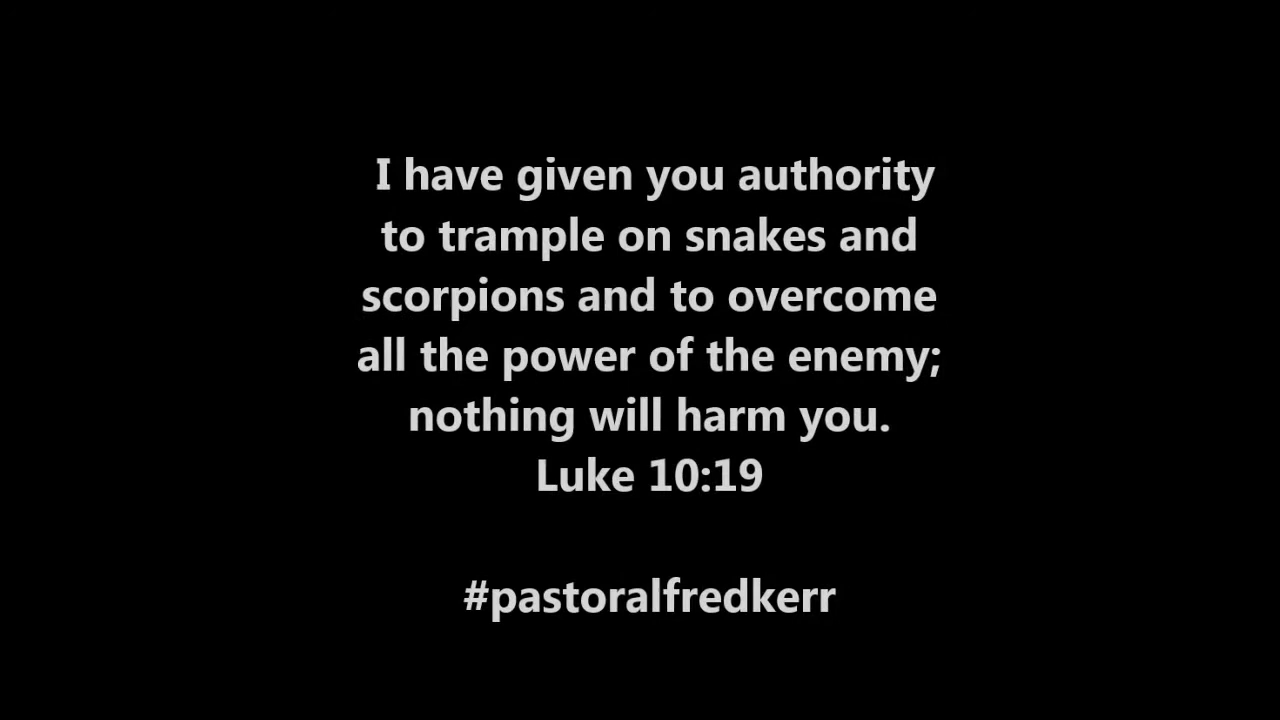 I have given you authority
to trample on snakes and
scorpions and to overcome
all the power of the enemy;
nothing will harm you.
Luke 10:19
#pastoralfredkerr